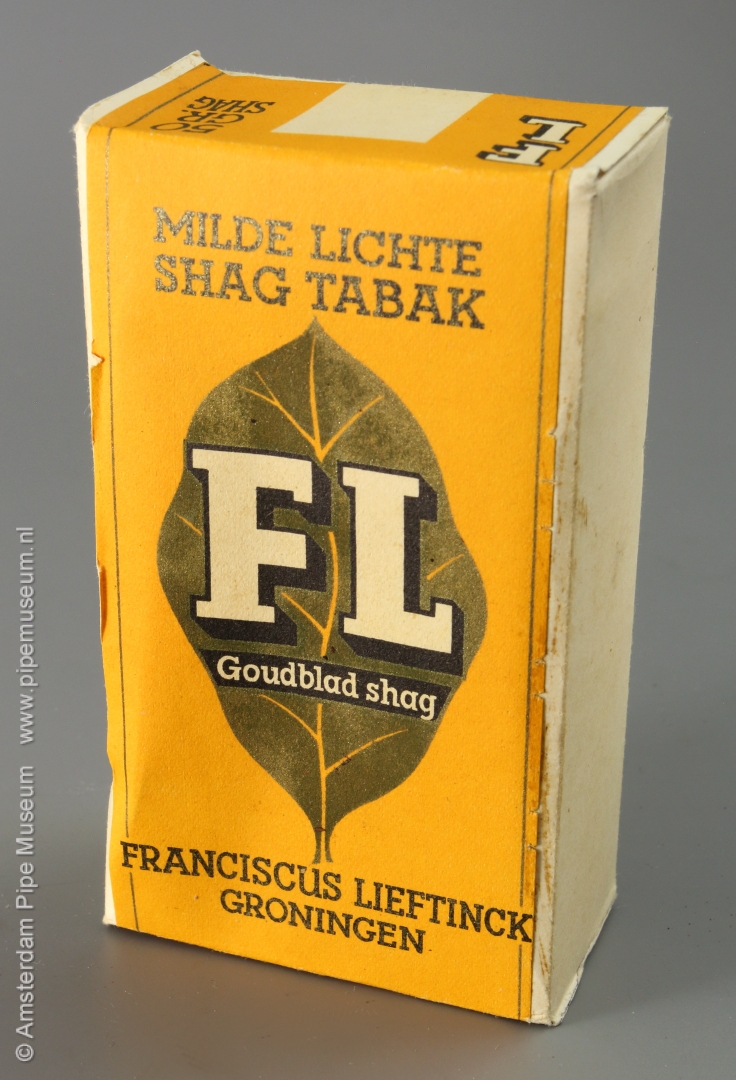 50
GR.
SHAG
FL
MILDE LICHTE
SHAG TABAK
FL
Goudblad shag
FRANCISCUS LIEFTINCK
GRONINGEN
© Amsterdam Pipe Museum www.pipemuseum.nl